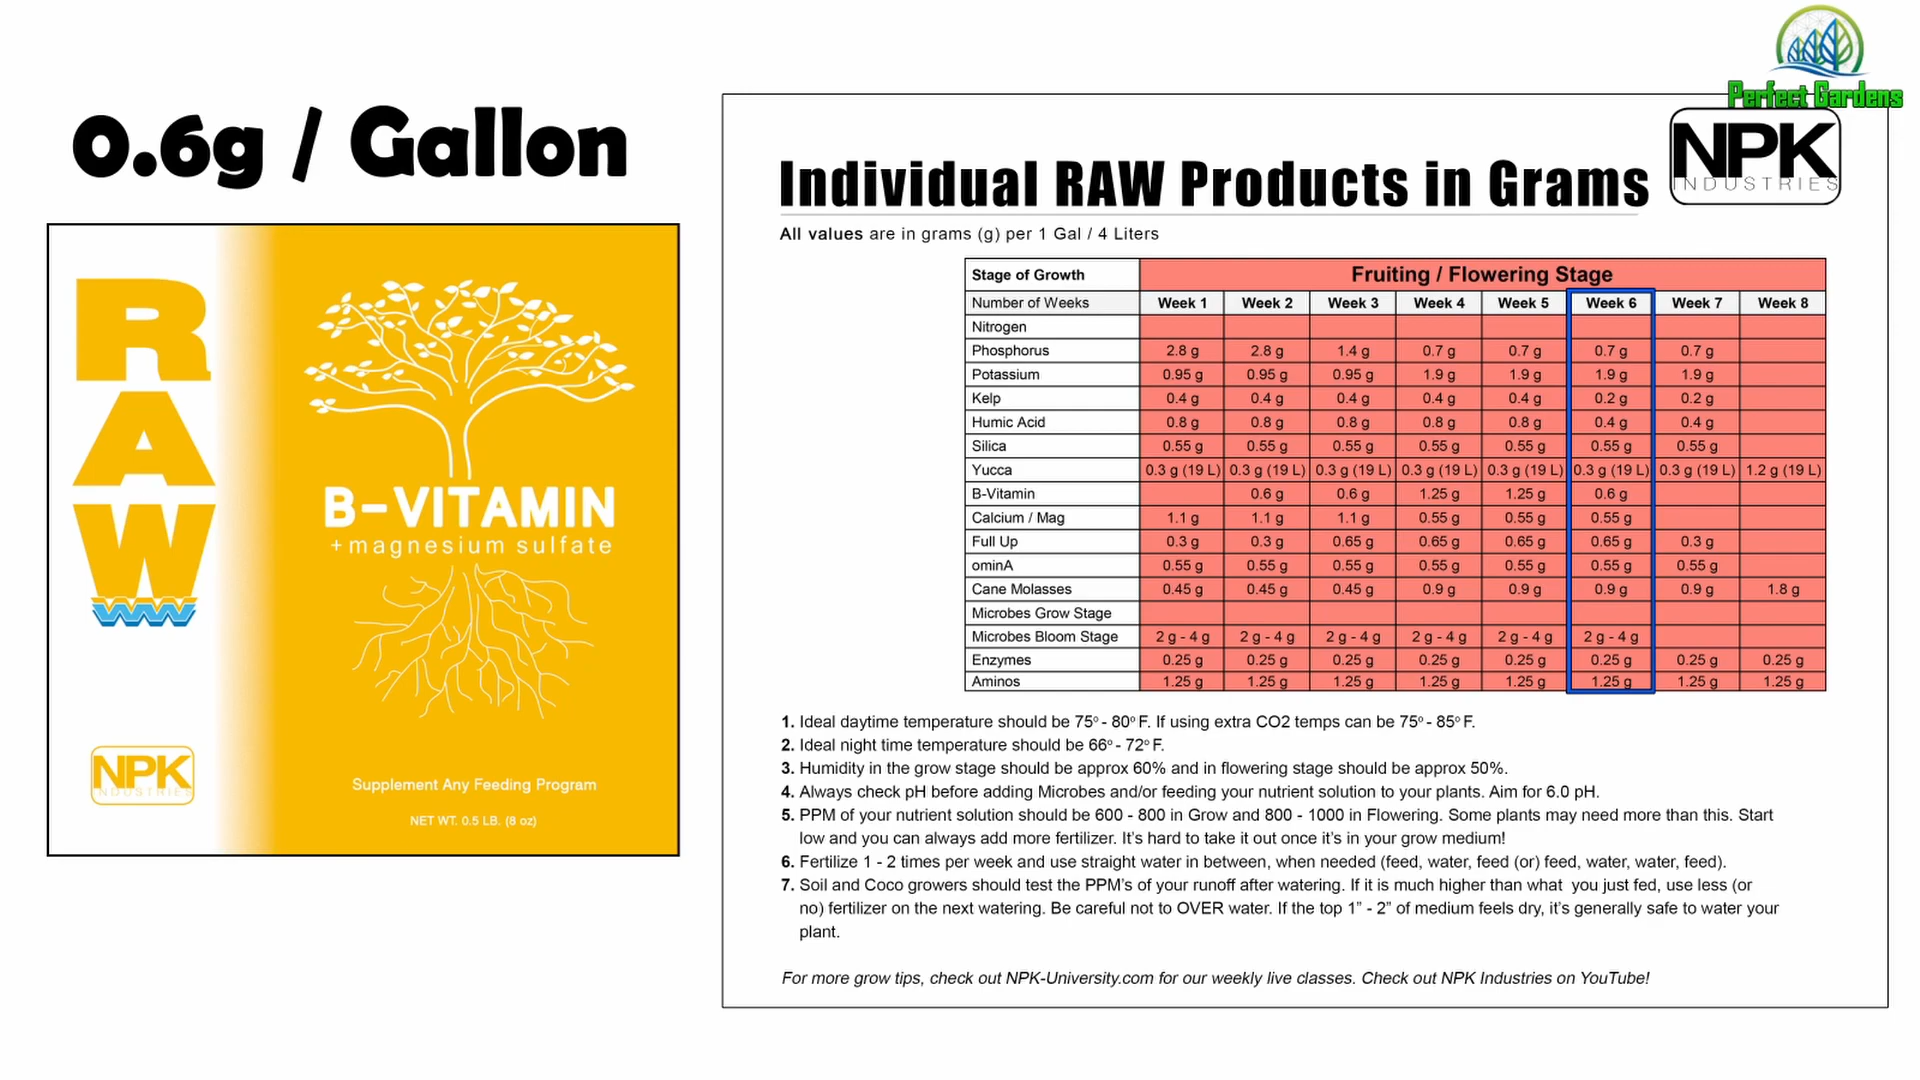 Perfect Gardens
0.6g / Gallon
RAW
B-VITAMIN
+magnesium sulfate
NPK
INDUSTRIES
Supplement Any Feeding Program
NET WT. 0.5 LB. (8 oz)
NPK
INDUSTRIES
Individual RAW Products in Grams
All values are in grams (g) per 1 Gal / 4 Liters
Stage of Growth Fruiting / Flowering Stage
Number of Weeks Week 1 Week 2 Week 3 Week 4 Week 5 Week 6 Week 7 Week 8
Nitrogen
Phosphorus 2.8 g 2.8 g 1.4 g 0.7 g 0.7 g 0.7 g 0.7 g
Potassium 0.95 g 0.95 g 0.95 g 1.9 g 1.9 g 1.9 g 1.9 g
Kelp 0.4 g 0.4 g 0.4 g 0.4 g 0.4 g 0.2 g 0.2 g
Humic Acid 0.8 g 0.8 g 0.8 g 0.8 g 0.8 g 0.4 g 0.4 g
Silica 0.55 g 0.55 g 0.55 g 0.55 g 0.55 g 0.55 g 0.55 g
Yucca 0.3 g (19 L) 0.3 g (19 L) 0.3 g (19 L) 0.3 g (19 L) 0.3 g (19 L) 0.3 g (19 L) 0.3 g (19 L) 1.2 g (19 L)
B-Vitamin 0.6 g 0.6 g 1.25 g 1.25 g 0.6 g
Calcium / Mag 1.1 g 1.1 g 1.1 g 0.55 g 0.55 g 0.55 g
Full Up 0.3 g 0.3 g 0.65 g 0.65 g 0.65 g 0.65 g 0.3 g
ominA 0.55 g 0.55 g 0.55 g 0.55 g 0.55 g 0.55 g 0.55 g
Cane Molasses 0.45 g 0.45 g 0.45 g 0.9 g 0.9 g 0.9 g 0.9 g 1.8 g
Microbes Grow Stage
Microbes Bloom Stage 2 g - 4 g 2 g - 4 g 2 g - 4 g 2 g - 4 g 2 g - 4 g 2 g - 4 g
Enzymes 0.25 g 0.25 g 0.25 g 0.25 g 0.25 g 0.25 g 0.25 g 0.25 g
Aminos 1.25 g 1.25 g 1.25 g 1.25 g 1.25 g 1.25 g 1.25 g 1.25 g
1. Ideal daytime temperature should be 75º - 80º F. If using extra CO2 temps can be 75º - 85º F.
2. Ideal night time temperature should be 66º - 72º F.
3. Humidity in the grow stage should be approx 60% and in flowering stage should be approx 50%.
4. Always check pH before adding Microbes and/or feeding your nutrient solution to your plants. Aim for 6.0 pH.
5. PPM of your nutrient solution should be 600 - 800 in Grow and 800 - 1000 in Flowering. Some plants may need more than this. Start
low and you can always add more fertilizer. It's hard to take it out once it's in your grow medium!
6. Fertilize 1 - 2 times per week and use straight water in between, when needed (feed, water, feed (or) feed, water, water, feed).
7. Soil and Coco growers should test the PPM's of your runoff after watering. If it is much higher than what you just fed, use less (or
no) fertilizer on the next watering. Be careful not to OVER water. If the top 1" - 2" of medium feels dry, it's generally safe to water your
plant.
For more grow tips, check out NPK-University.com for our weekly live classes. Check out NPK Industries on YouTube!